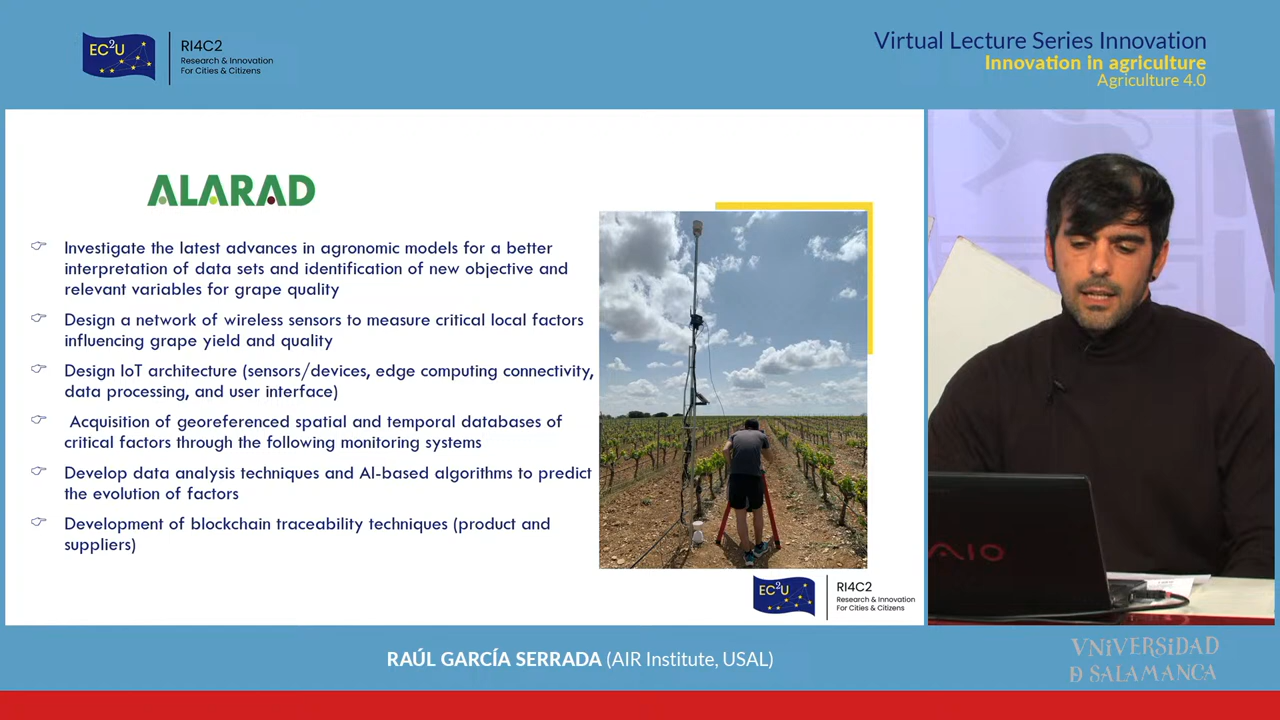 EC2U
RI4C2
Research & Innovation
For Cities & Citizens
Virtual Lecture Series Innovation
Innovation in agriculture
Agriculture 4.0
ALARAD
☞ Investigate the latest advances in agronomic models for a better
interpretation of data sets and identification of new objective and
relevant variables for grape quality
☞ Design a network of wireless sensors to measure critical local factors
influencing grape yield and quality
☞ Design IoT architecture (sensors/devices, edge computing connectivity,
data processing, and user interface)
☞ Acquisition of georeferenced spatial and temporal databases of
critical factors through the following monitoring systems
☞ Develop data analysis techniques and AI-based algorithms to predict
the evolution of factors
☞ Development of blockchain traceability techniques (product and
suppliers)
EC2U
RI4C2
Research & Innovation
For Cities & Citizens
AIO
RAÚL GARCÍA SERRADA (AIR Institute, USAL)
VNiVERSiDAD
D SALAMANCA